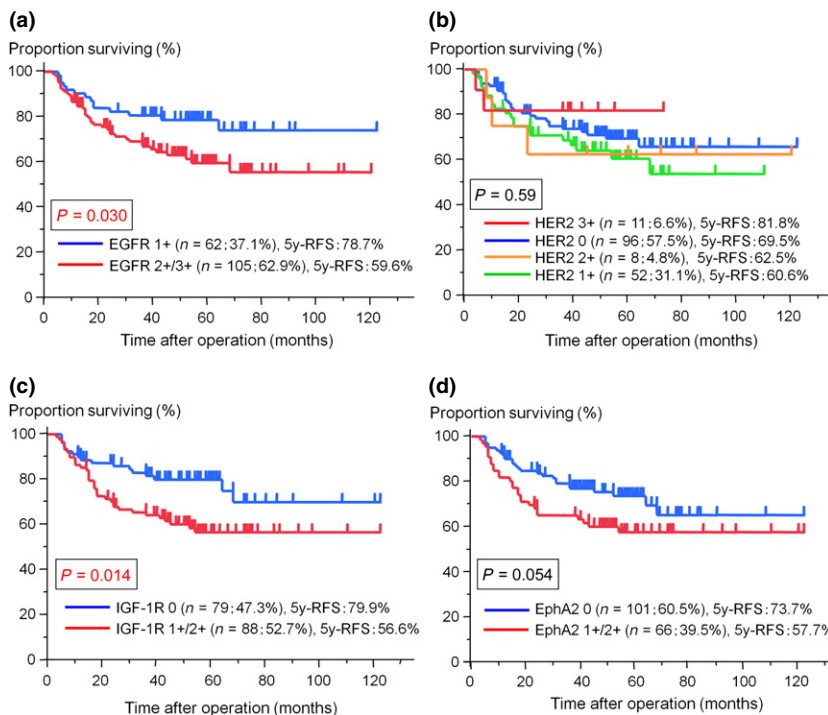 (a)
Proportion surviving (%)
100
80
60
40
20
0
P = 0.030
EGFR 1+ (n = 62;37.1%), 5y-RFS:78.7%
EGFR 2+/3+ (n = 105;62.9%), 5y-RFS:59.6%
0 20 40 60 80 100 120
Time after operation (months)
(b)
Proportion surviving (%)
100
80
60
40
20
0
P = 0.59
HER2 3+ (n = 11;6.6%), 5y-RFS:81.8%
HER2 0 (n = 96;57.5%), 5y-RFS:69.5%
HER2 2+ (n = 8;4.8%), 5y-RFS:62.5%
HER2 1+ (n = 52;31.1%), 5y-RFS:60.6%
0 20 40 60 80 100 120
Time after operation (months)
(c)
Proportion surviving (%)
100
80
60
40
20
0
P = 0.014
IGF-1R 0 (n = 79;47.3%), 5y-RFS:79.9%
IGF-1R 1+/2+ (n = 88;52.7%), 5y-RFS:56.6%
0 20 40 60 80 100 120
Time after operation (months)
(d)
Proportion surviving (%)
100
80
60
40
20
0
P = 0.054
EphA2 0 (n = 101;60.5%), 5y-RFS:73.7%
EphA2 1+/2+ (n = 66;39.5%), 5y-RFS:57.7%
0 20 40 60 80 100 120
Time after operation (months)